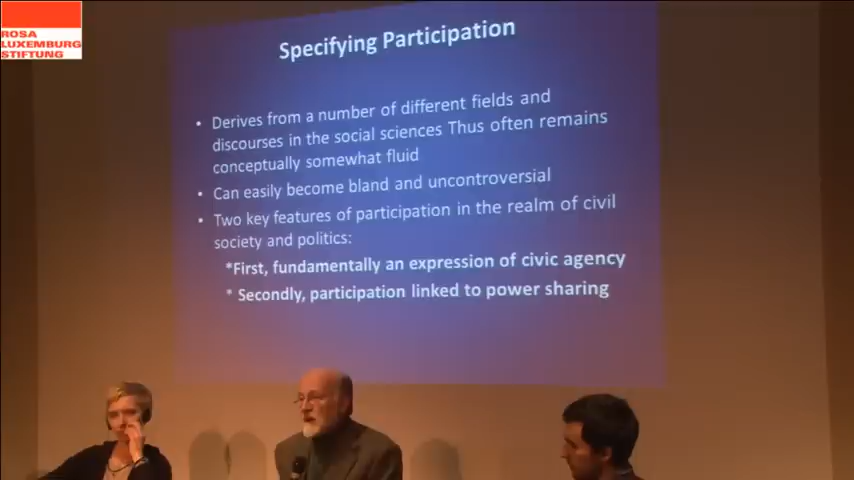 ROSA
LUXEMBURG
STIFTUNG
Specifying Participation
• Derives from a number of different fields and
discourses in the social sciences Thus often remains
conceptually somewhat fluid
• Can easily become bland and uncontroversial
• Two key features of participation in the realm of civil
society and and politics:
*First, fundamentally an expression of civic agency
* Secondly, participation linked to power sharing